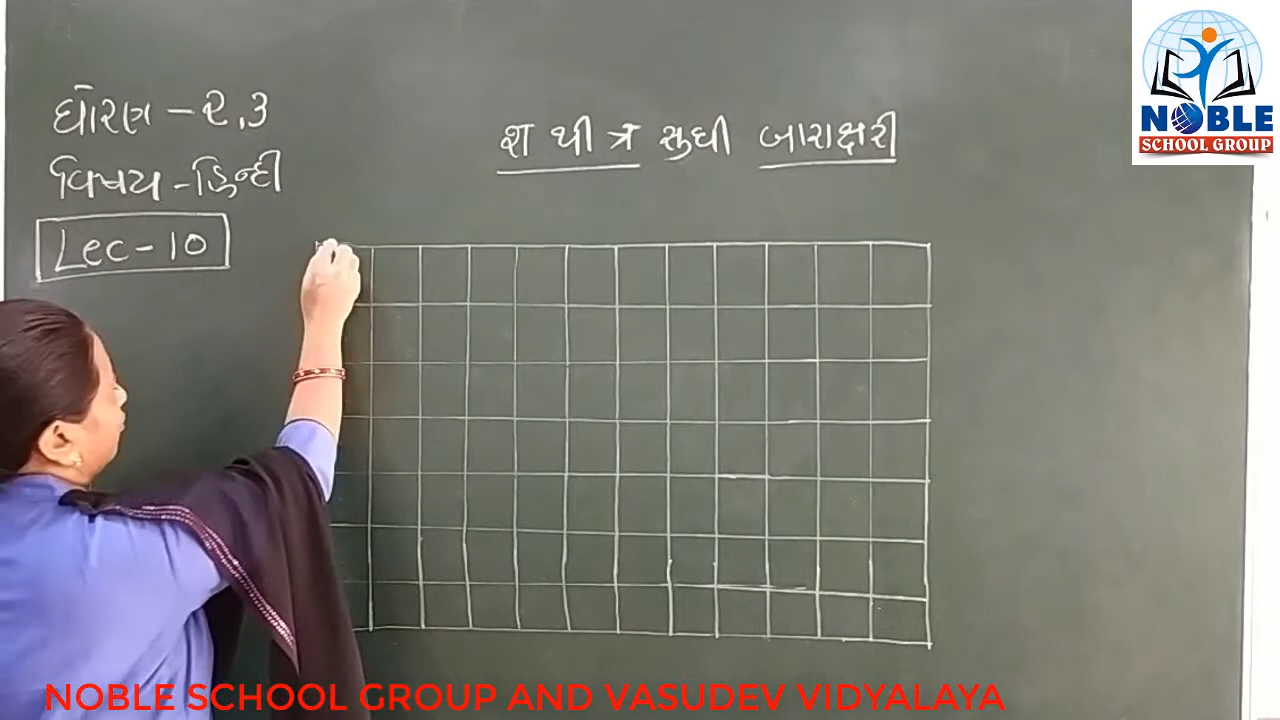 ધોરણ - ૨,૩
વિષય - હિન્દી
Lec - 10
श થી त्र સુધી બારાક્ષરી
NOBLE
SCHOOL GROUP
NOBLE SCHOOL GROUP AND VASUDEV VIDYALAYA